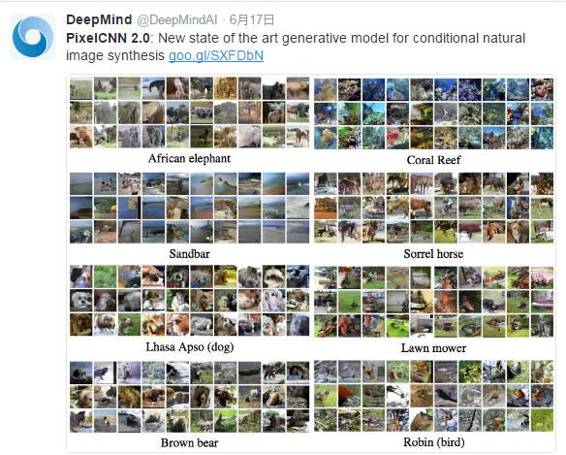 DeepMind @DeepMindAI · 6月17日
PixelCNN 2.0: New state of the art generative model for conditional natural
image synthesis goo.gl/SXFDbN
African elephant
Coral Reef
Sandbar
Sorrel horse
Lhasa Apso (dog)
Lawn mower
Brown bear
Robin (bird)